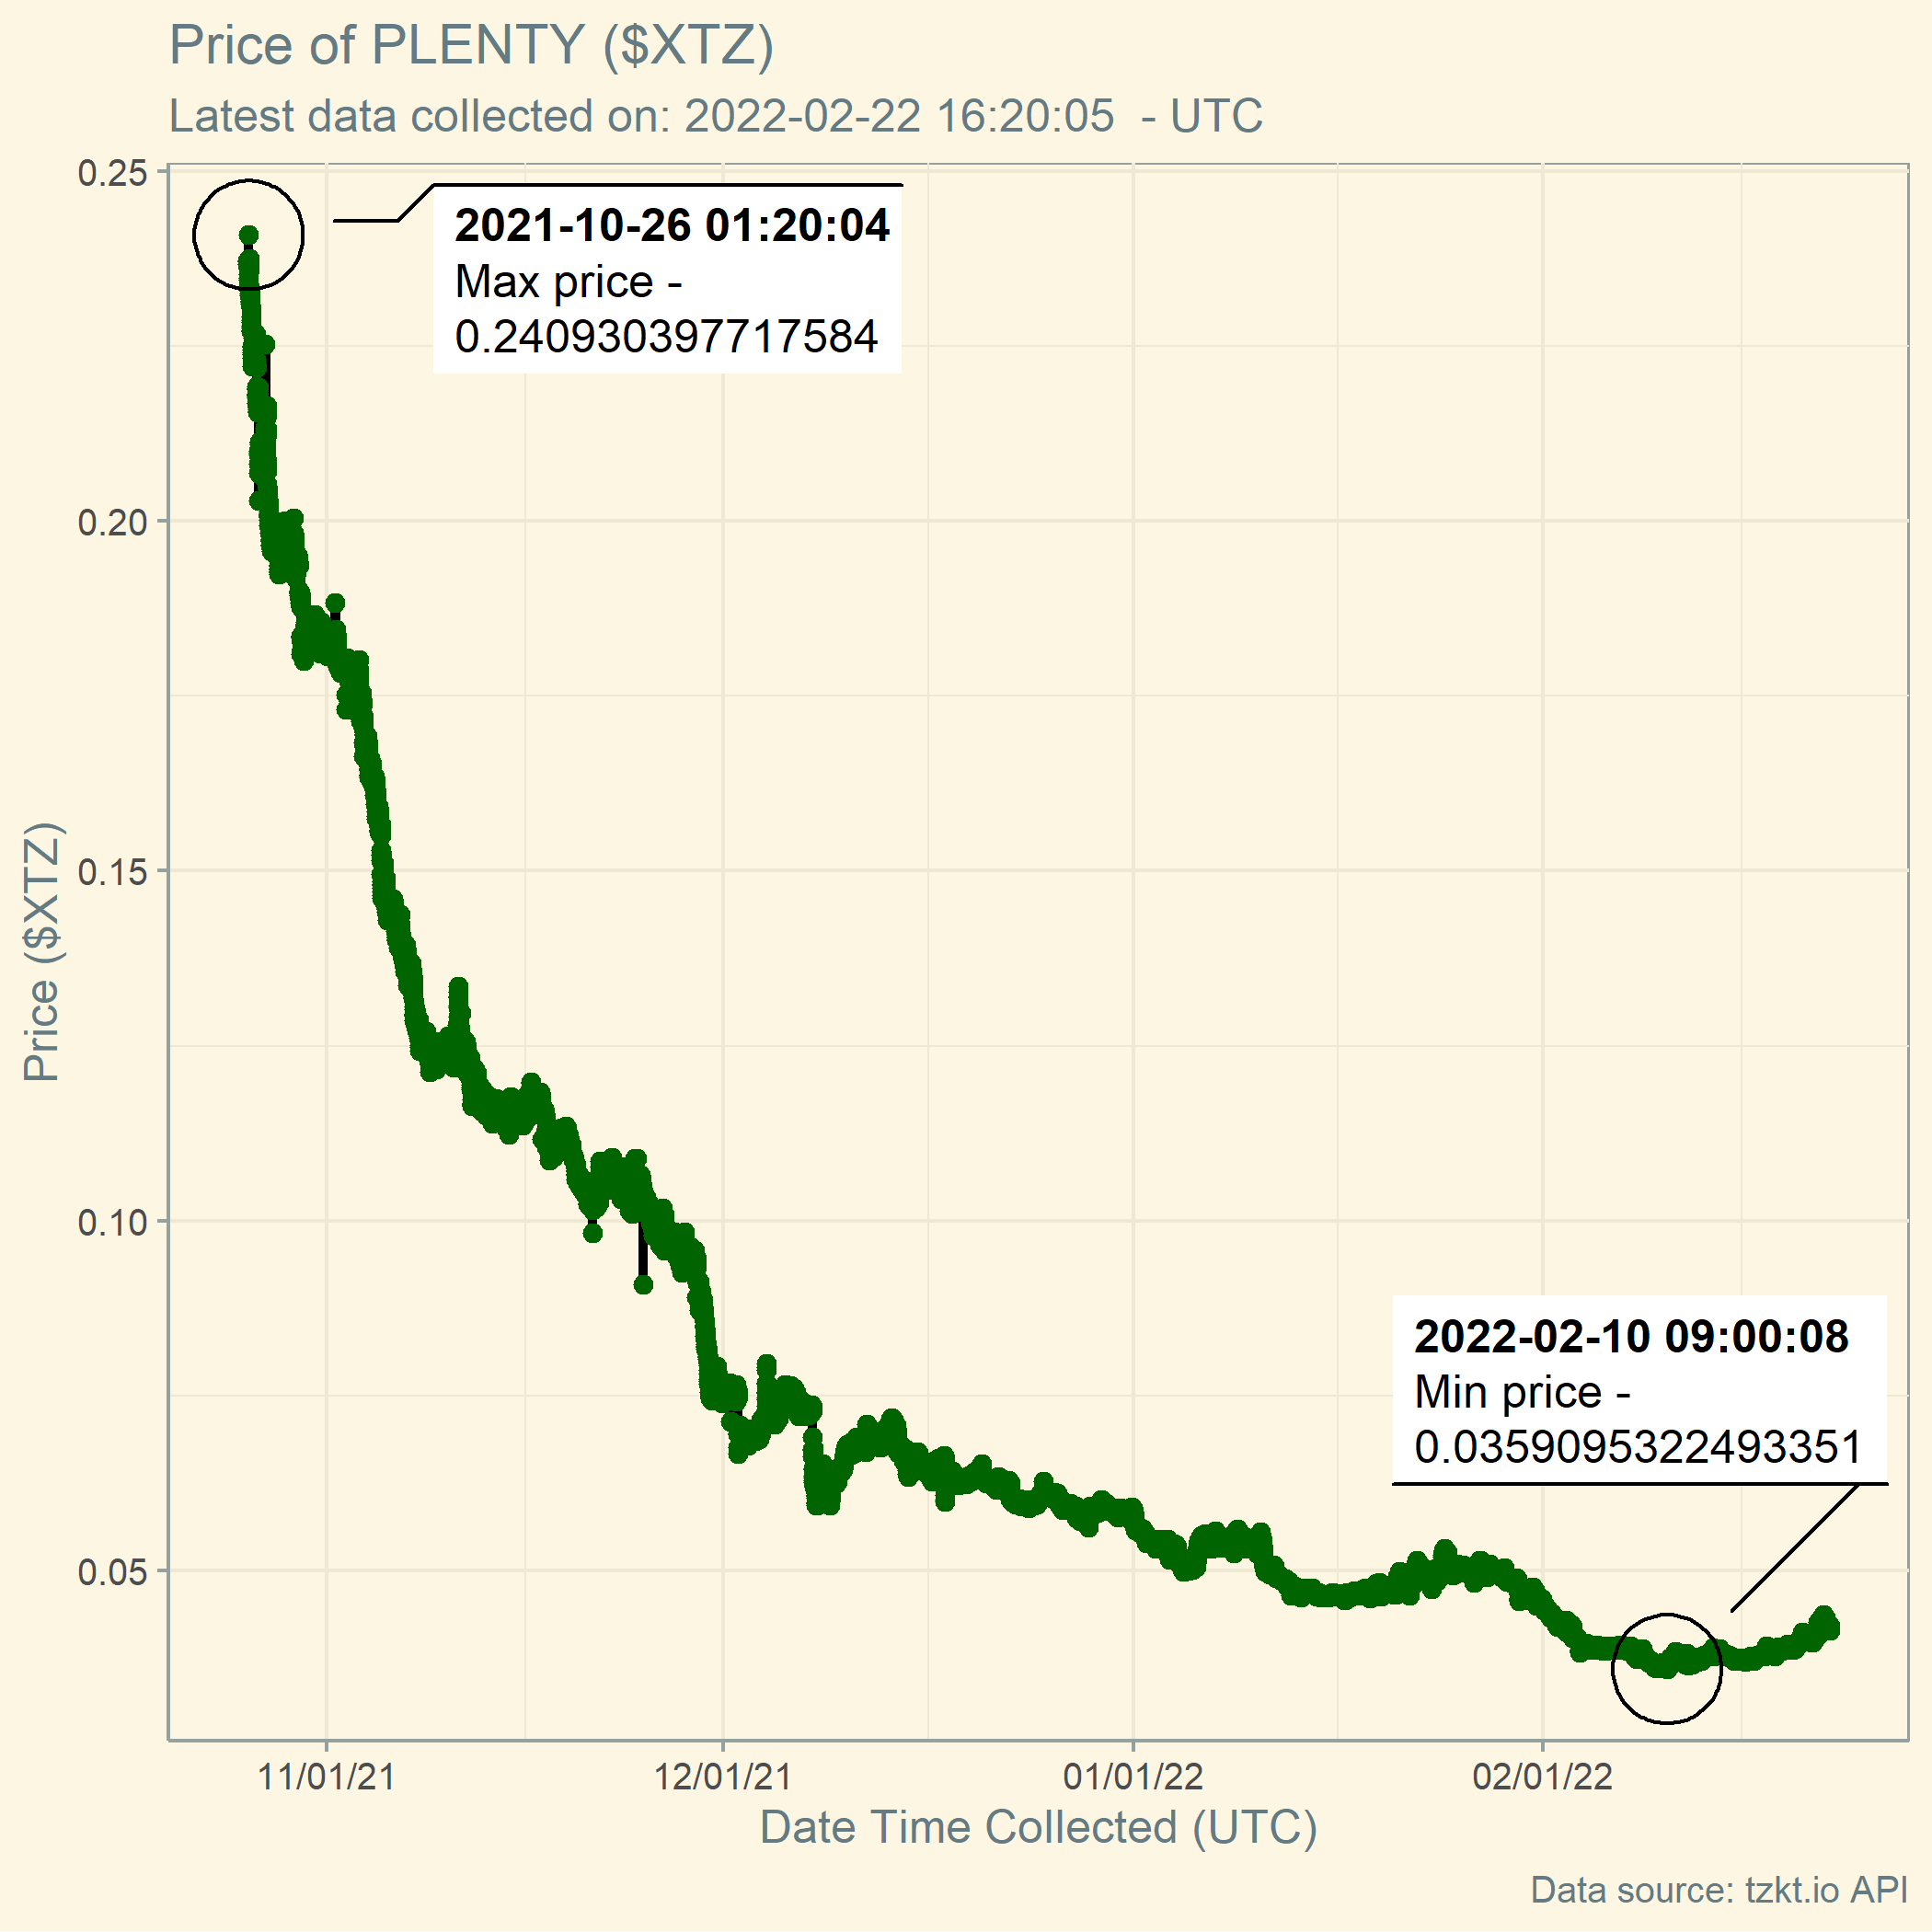 Price of PLENTY ($XTZ)
Latest data collected on: 2022-02-22 16:20:05  - UTC
0.25
0.20
0.15
0.10
0.05
Price ($XTZ)
2021-10-26 01:20:04
Max price -
0.240930397717584
2022-02-10 09:00:08
Min price -
0.0359095322493351
11/01/21
12/01/21
01/01/22
02/01/22
Date Time Collected (UTC)
Data source: tzkt.io API